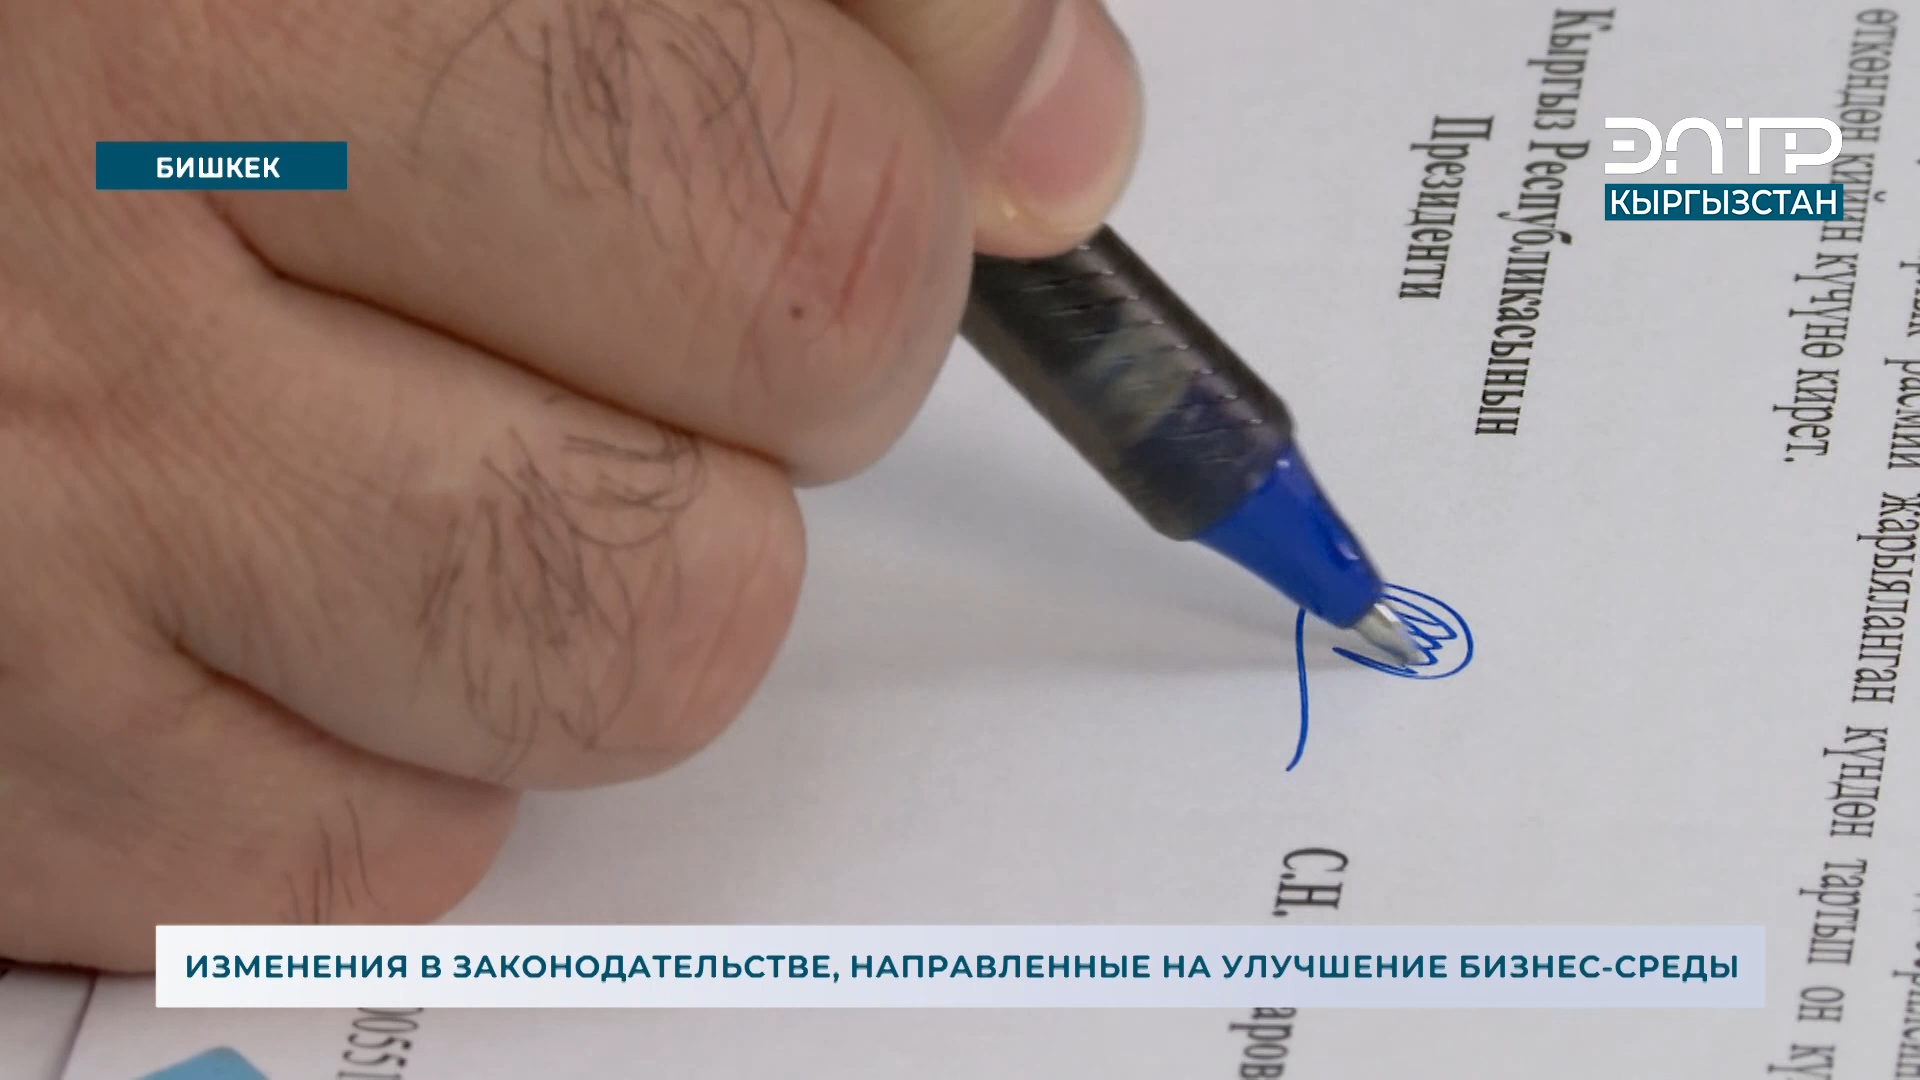 БИШКЕК
ЭЛТР
КЫРГЫЗСТАН
өткөндөн кийин күчүнө кирет.
расмий жарыяланган күндөн тартып он
Кыргыз Республикасынын
Президенти
С.Н.
ИЗМЕНЕНИЯ В ЗАКОНОДАТЕЛЬСТВЕ, НАПРАВЛЕННЫЕ НА УЛУЧШЕНИЕ БИЗНЕС-СРЕДЫ